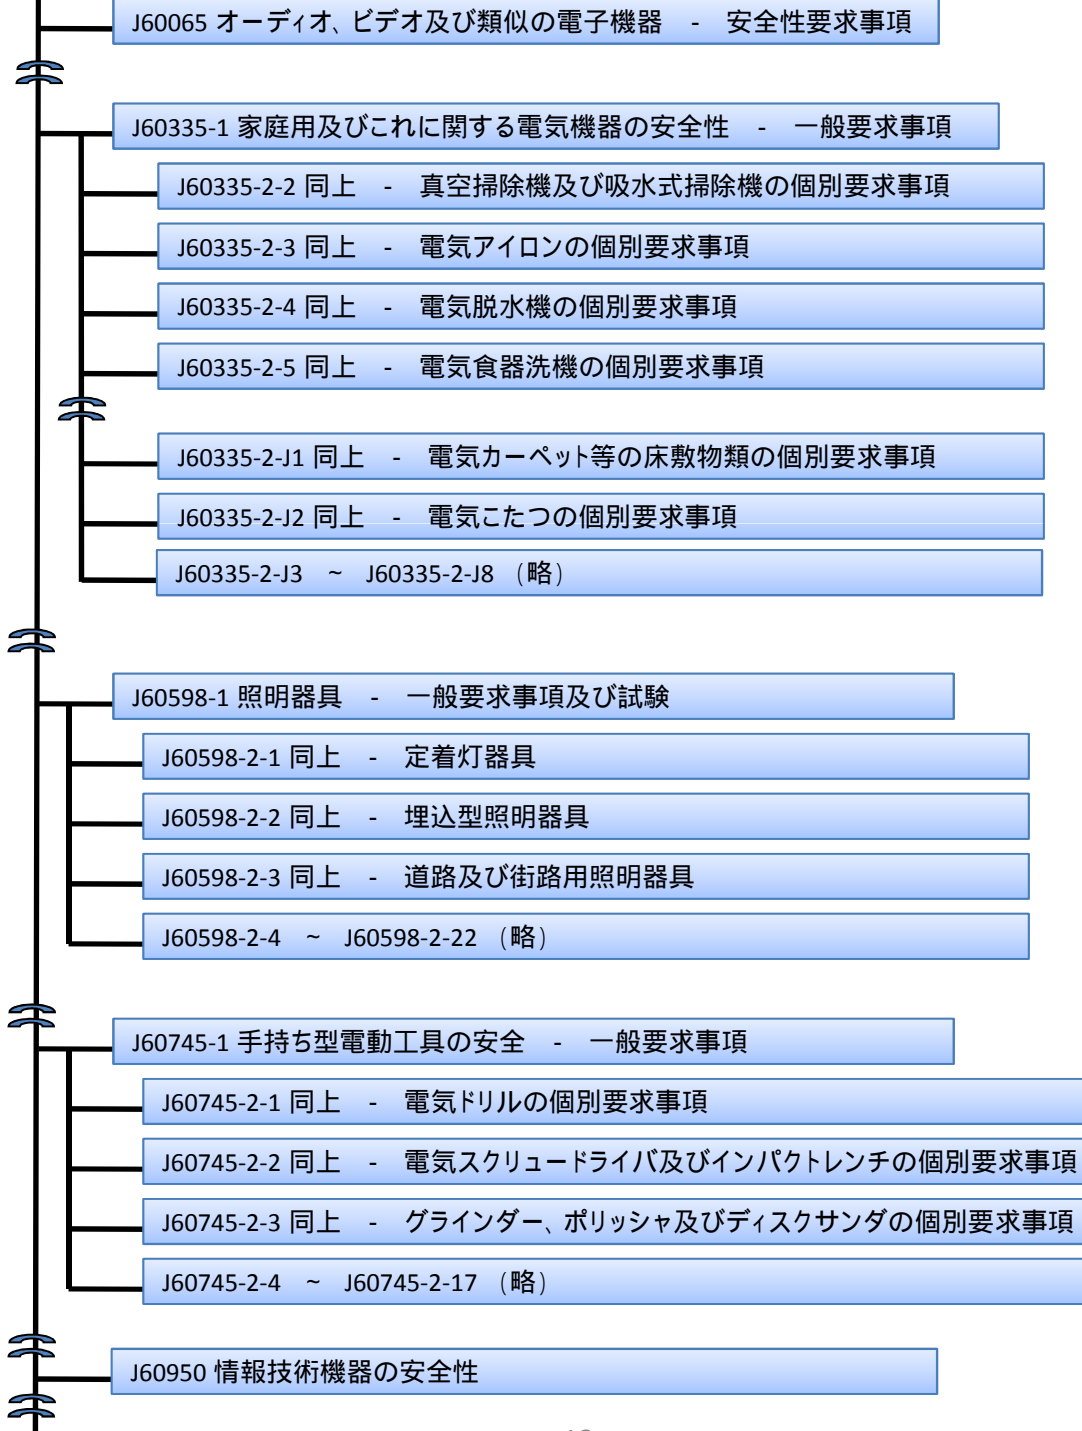 J60065 オーディオ、ビデオ及び類似の電子機器　-　安全性要求事項
J60335-1 家庭用及びこれに関する電気機器の安全性　-　一般要求事項
J60335-2-2 同上　-　真空掃除機及び吸水式掃除機の個別要求事項
J60335-2-3 同上　-　電気アイロンの個別要求事項
J60335-2-4 同上　-　電気脱水機の個別要求事項
J60335-2-5 同上　-　電気食器洗機の個別要求事項
J60335-2-J1 同上　-　電気カーペット等の床敷物類の個別要求事項
J60335-2-J2 同上　-　電気こたつの個別要求事項
J60335-2-J3　~　J60335-2-J8　(略)
J60598-1 照明器具　-　一般要求事項及び試験
J60598-2-1 同上　-　定着灯器具
J60598-2-2 同上　-　埋込型照明器具
J60598-2-3 同上　-　道路及び街路用照明器具
J60598-2-4　~　J60598-2-22　(略)
J60745-1 手持ち型電動工具の安全　-　一般要求事項
J60745-2-1 同上　-　電気ドリルの個別要求事項
J60745-2-2 同上　-　電気スクリュードライバ及びインパクトレンチの個別要求事項
J60745-2-3 同上　-　グラインダー、ポリッシャ及びディスクサンダの個別要求事項
J60745-2-4　~　J60745-2-17　(略)
J60950 情報技術機器の安全性